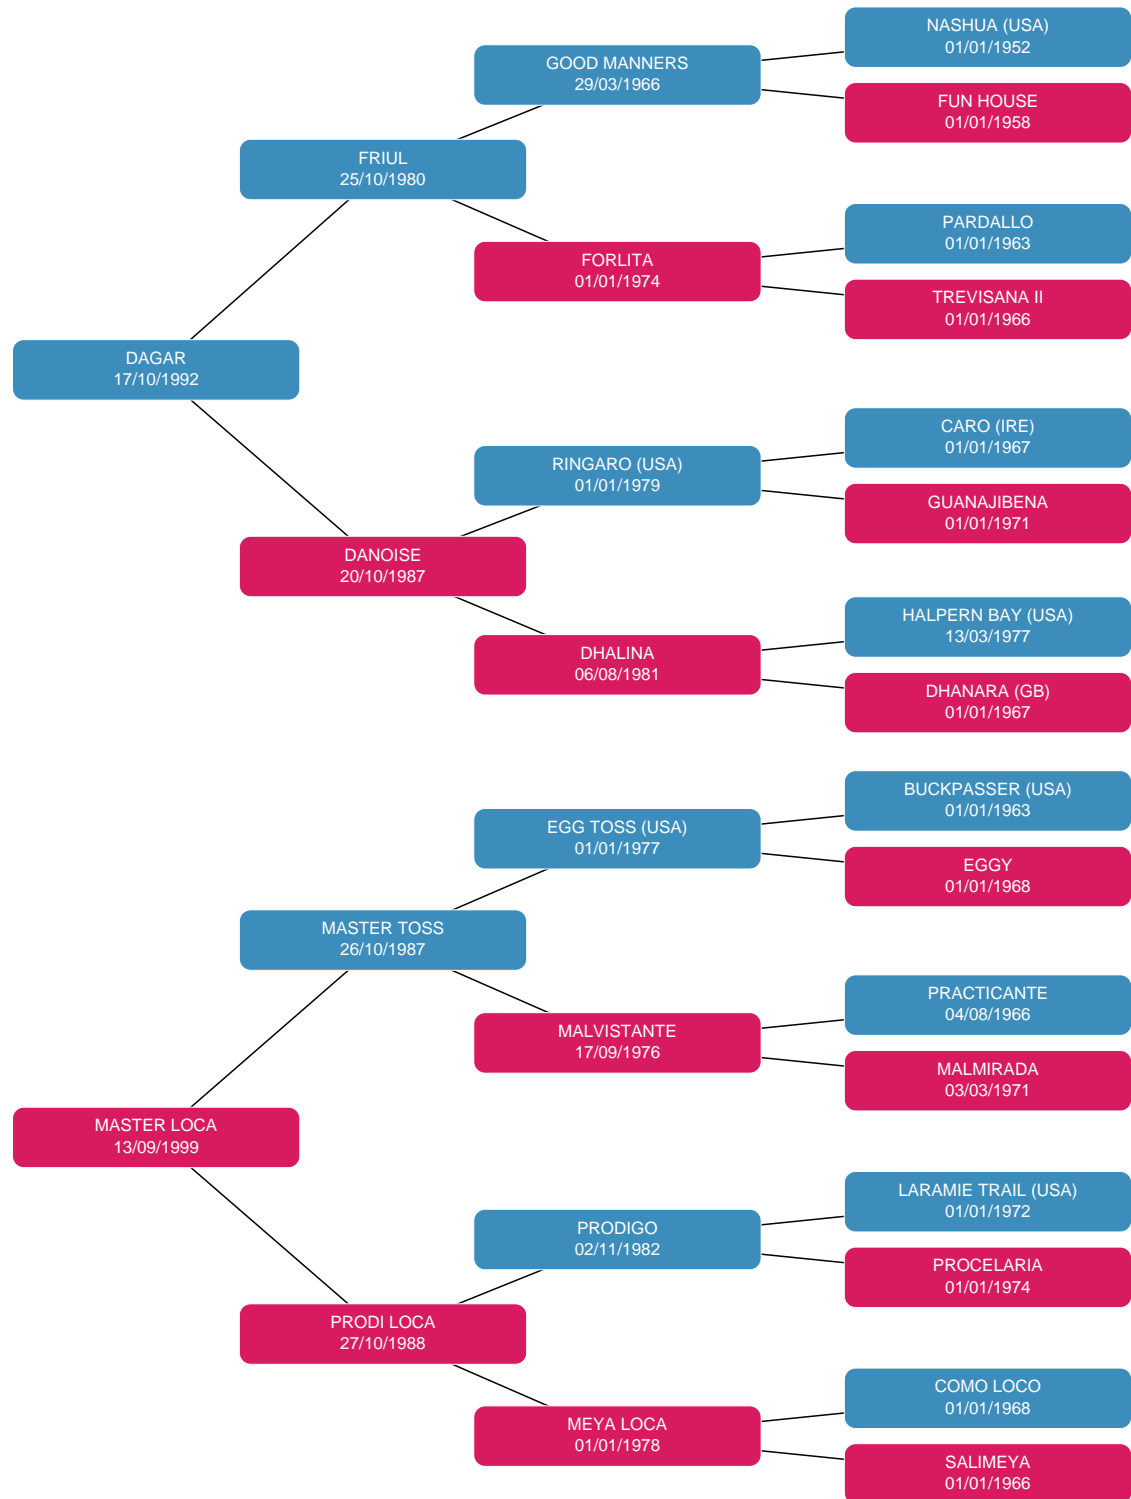 NASHUA (USA)
01/01/1952
GOOD MANNERS
29/03/1966
FUN HOUSE
01/01/1958
FRIUL
25/10/1980
PARDALLO
01/01/1963
FORLITA
01/01/1974
TREVISANA II
01/01/1966
DAGAR
17/10/1992
CARO (IRE)
01/01/1967
RINGARO (USA)
01/01/1979
GUANAJIBENA
01/01/1971
DANOISE
20/10/1987
HALPERN BAY (USA)
13/03/1977
DHALINA
06/08/1981
DHANARA (GB)
01/01/1967
BUCKPASSER (USA)
01/01/1963
EGG TOSS (USA)
01/01/1977
EGGY
01/01/1968
MASTER TOSS
26/10/1987
PRACTICANTE
04/08/1966
MALVISTANTE
17/09/1976
MALMIRADA
03/03/1971
MASTER LOCA
13/09/1999
LARAMIE TRAIL (USA)
01/01/1972
PRODIGO
02/11/1982
PROCELARIA
01/01/1974
PRODI LOCA
27/10/1988
COMO LOCO
01/01/1968
MEYA LOCA
01/01/1978
SALIMEYA
01/01/1966